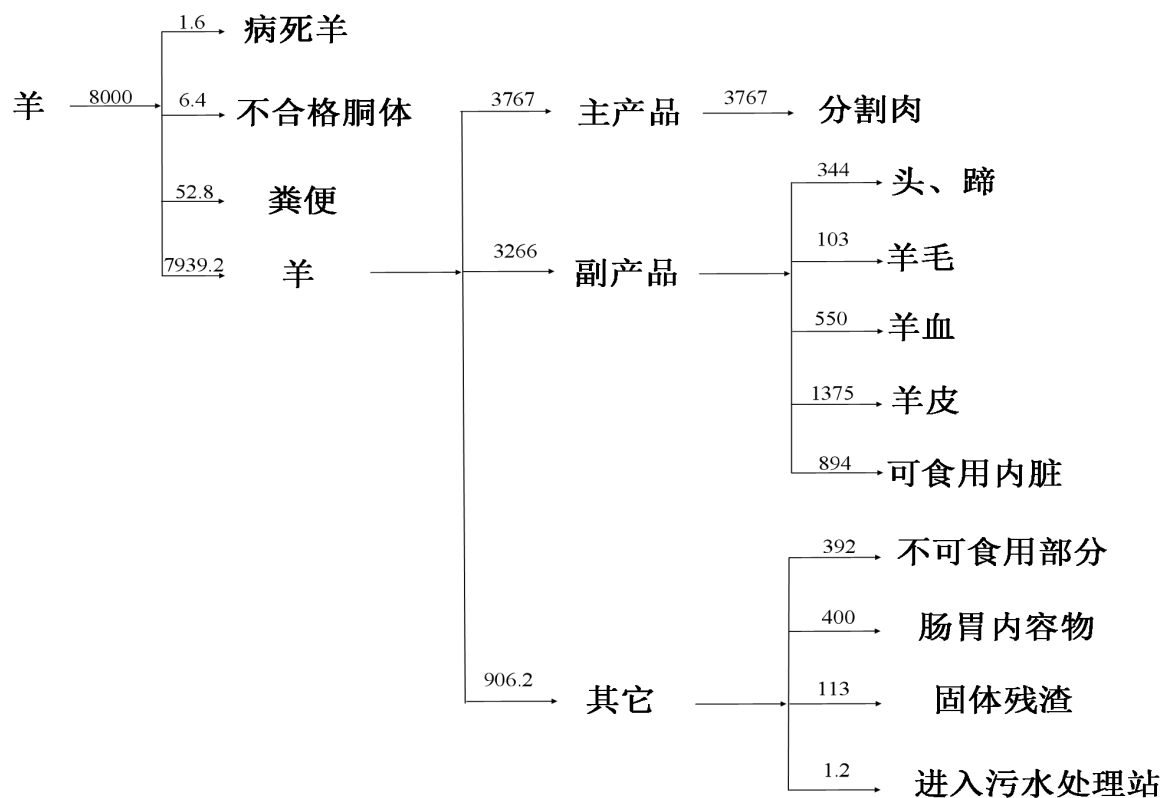 1.6
病死羊
羊
8000
6.4
不合格胴体
3767
主产品
3767
分割肉
52.8
粪便
7939.2
羊
3266
副产品
344
头、蹄
103
羊毛
550
羊血
1375
羊皮
894
可食用内脏
906.2
其它
392
不可食用部分
400
肠胃内容物
113
固体残渣
1.2
进入污水处理站